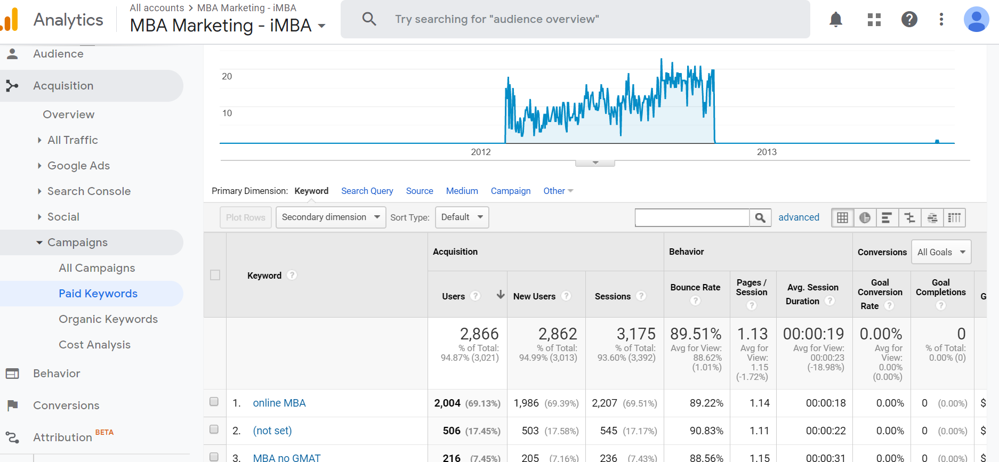 Analytics
All accounts > MBA Marketing - iMBA
MBA Marketing - iMBA
Try searching for "audience overview"
Audience
Acquisition
Overview
All Traffic
Google Ads
Search Console
Social
Campaigns
All Campaigns
Paid Keywords
Organic Keywords
Cost Analysis
Behavior
Conversions
Attribution BETA
20
10
2012
2013
Primary Dimension: Keyword Search Query Source Medium Campaign Other
Plot Rows Secondary dimension Sort Type: Default advanced
Keyword ?
Acquisition
Behavior
Conversions All Goals
Users ?
New Users ?
Sessions ?
Bounce Rate
?
Pages /
Session
?
Avg. Session
Duration ?
Goal
Conversion
Rate ?
Goal
Completions
?
G
2,866
% of Total:
94.87% (3,021)
2,862
% of Total:
94.99% (3,013)
3,175
% of Total:
93.60% (3,392)
89.51%
Avg for View:
88.62%
(1.01%)
1.13
Avg for
View:
1.15
(-1.72%)
00:00:19
Avg for View:
00:00:23
(-18.98%)
0.00%
Avg for
View:
0.00%
(0.00%)
0
% of Total:
0.00% (0)
1. online MBA 2,004 (69.13%) 1,986 (69.39%) 2,207 (69.51%) 89.22% 1.14 00:00:18 0.00% 0 (0.00%) $
2. (not set) 506 (17.45%) 503 (17.58%) 545 (17.17%) 90.83% 1.11 00:00:22 0.00% 0 (0.00%) $
3. MBA no GMAT 216 (7.45%) 205 (7.16%) 236 (7.43%) 88.56% 1.15 00:00:31 0.00% 0 (0.00%) $